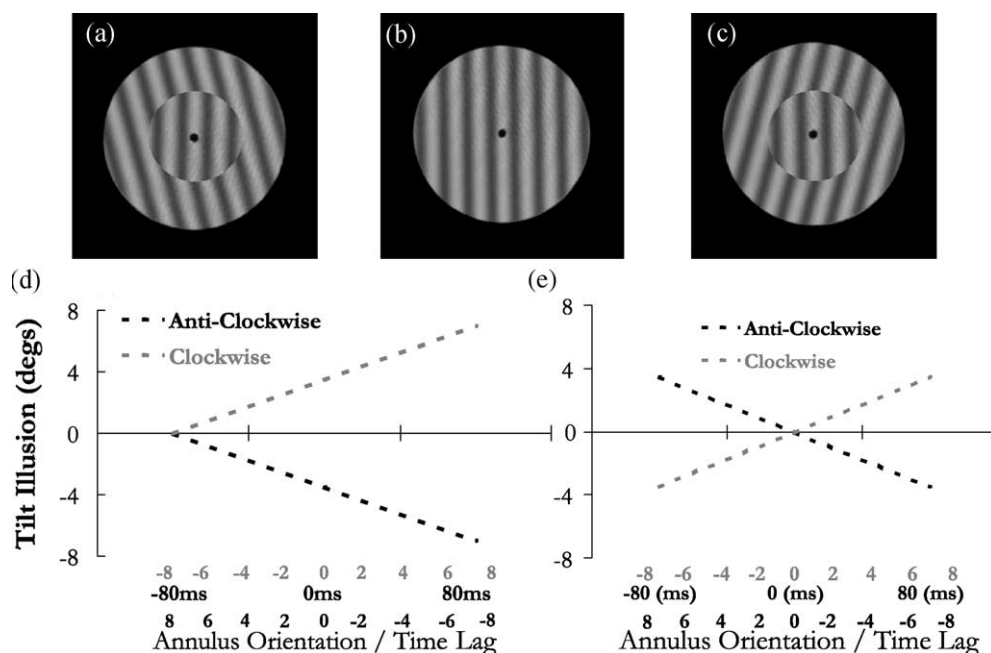 (a) (b) (c)
(d) (e)
8 8
Anti-Clockwise Anti-Clockwise
Clockwise Clockwise
4 4
Tilt Illusion (degs)
0 0
-4 -4
-8 -8
-8 -6 -4 -2 0 2 4 6 8 -8 -6 -4 -2 0 2 4 6 8
-80ms 0ms 80ms -80 (ms) 0 (ms) 80 (ms)
8 6 4 2 0 -2 -4 -6 -8 8 6 4 2 0 -2 -4 -6 -8
Annulus Orientation / Time Lag Annulus Orientation / Time Lag